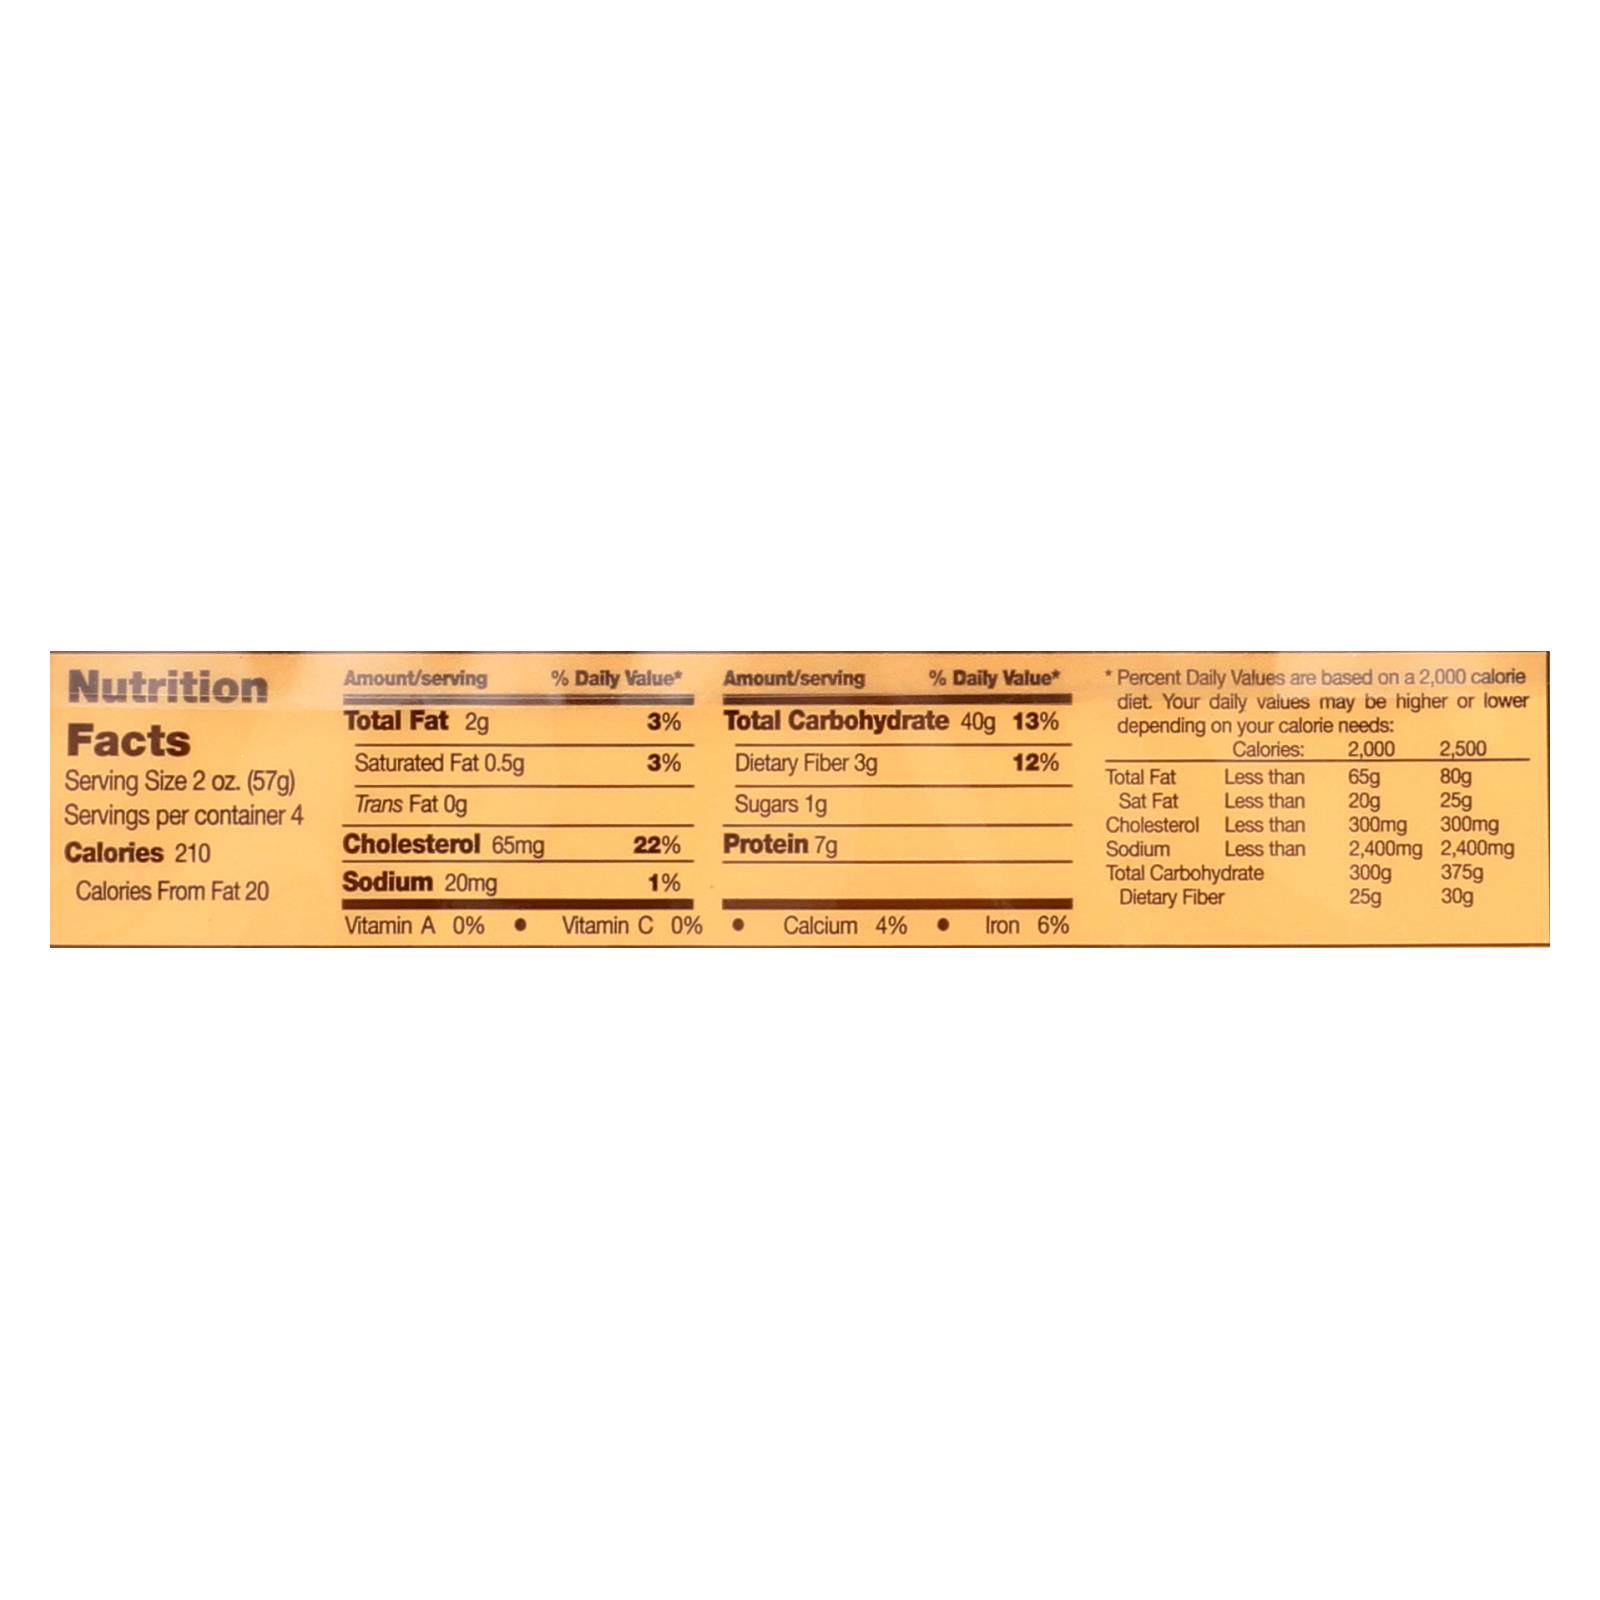 Nutrition
Facts
Serving Size 2 oz. (57g)
Servings per container 4
Calories 210
Calories From Fat 20
Amount/serving % Daily Value*
Total Fat 2g 3%
Saturated Fat 0.5g 3%
Trans Fat 0g
Cholesterol 65mg 22%
Sodium 20mg 1%
Amount/serving % Daily Value*
Total Carbohydrate 40g 13%
Dietary Fiber 3g 12%
Sugars 1g
Protein 7g
Vitamin A 0% • Vitamin C 0% • Calcium 4% • Iron 6%
* Percent Daily Values are based on a 2,000 calorie
diet. Your daily values may be higher or lower
depending on your calorie needs:
Calories: 2,000 2,500
Total Fat Less than 65g 80g
Sat Fat Less than 20g 25g
Cholesterol Less than 300mg 300mg
Sodium Less than 2,400mg 2,400mg
Total Carbohydrate 300g 375g
Dietary Fiber 25g 30g